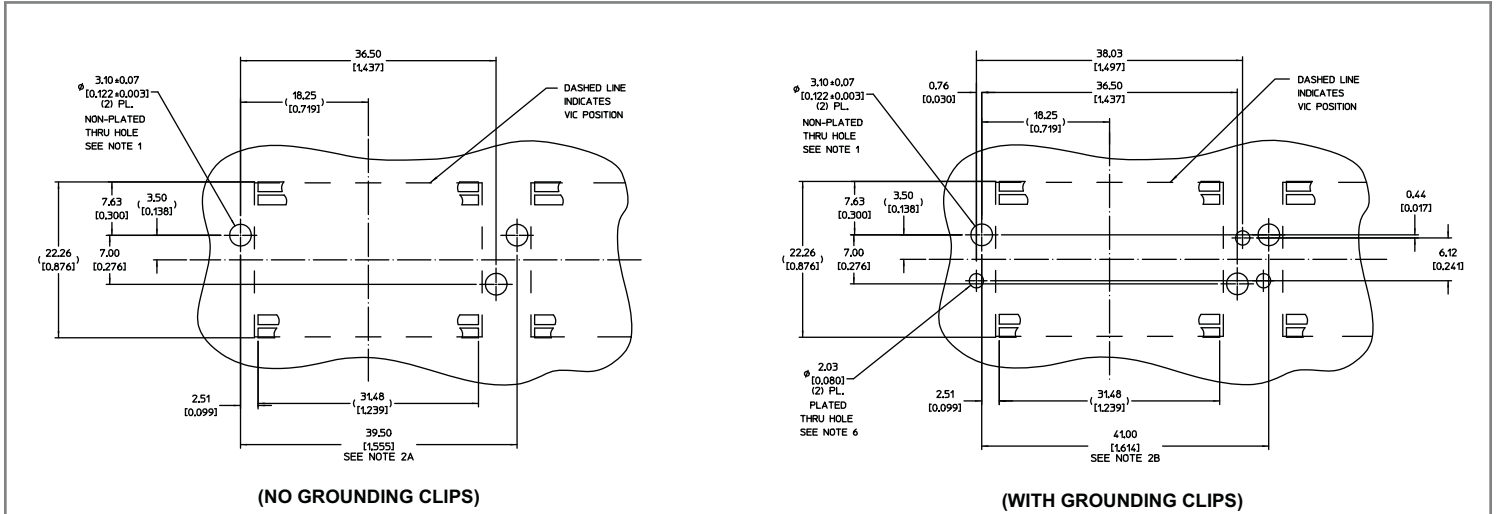 36.50
[1.437]
3.10±0.07
ø [0.122±0.003]
(2) PL.
NON-PLATED
THRU HOLE
SEE NOTE 1
(18.25
[0.719])
DASHED LINE
INDICATES
VIC POSITION
7.63
[0.300]
(3.50
[0.138])
(22.26
[0.876])
7.00
[0.276]
2.51
[0.099]
(31.48
[1.239])
39.50
[1.555]
SEE NOTE 2A
(NO GROUNDING CLIPS)
38.03
[1.497]
3.10±0.07
ø [0.122±0.003]
(2) PL.
NON-PLATED
THRU HOLE
SEE NOTE 1
0.76
[0.030]
36.50
[1.437]
(18.25
[0.719])
DASHED LINE
INDICATES
VIC POSITION
7.63
[0.300]
(3.50
[0.138])
0.44
[0.017]
(22.26
[0.876])
7.00
[0.276]
6.12
[0.241]
ø 2.03
[0.080]
(2) PL.
PLATED
THRU HOLE
SEE NOTE 6
2.51
[0.099]
(31.48
[1.239])
41.00
[1.614]
SEE NOTE 2B
(WITH GROUNDING CLIPS)